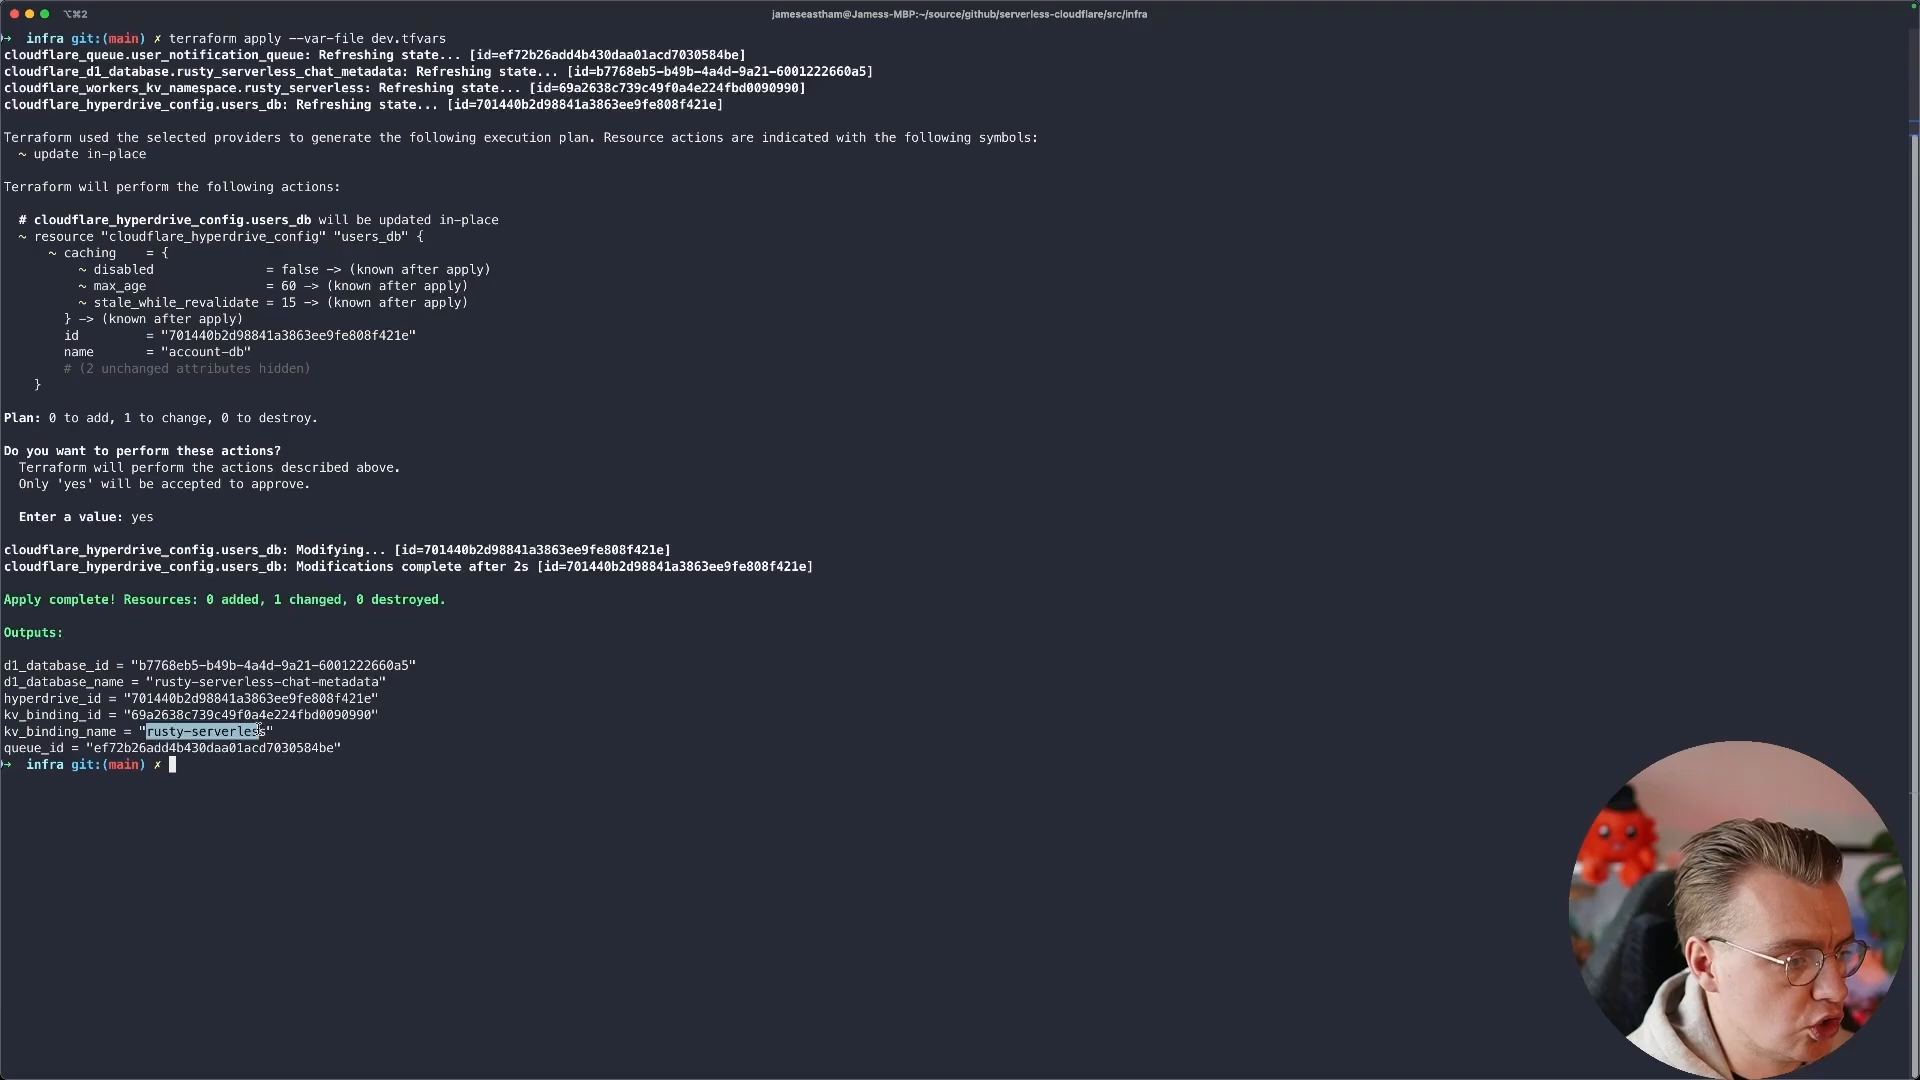 ⌥⌘2
jameseastham@Jamess-MBP:~/source/github/serverless-cloudflare/src/infra
→ infra git:(main) ✗ terraform apply --var-file dev.tfvars
cloudflare_queue.user_notification_queue: Refreshing state... [id=ef72b26add4b430daa01acd7030584be]
cloudflare_d1_database.rusty_serverless_chat_metadata: Refreshing state... [id=b7768eb5-b49b-4a4d-9a21-6001222660a5]
cloudflare_workers_kv_namespace.rusty_serverless: Refreshing state... [id=69a2638c739c49f0a4e224fbd0090990]
cloudflare_hyperdrive_config.users_db: Refreshing state... [id=701440b2d98841a3863ee9fe808f421e]
Terraform used the selected providers to generate the following execution plan. Resource actions are indicated with the following symbols:
~ update in-place
Terraform will perform the following actions:
# cloudflare_hyperdrive_config.users_db will be updated in-place
~ resource "cloudflare_hyperdrive_config" "users_db" {
~ caching = {
~ disabled = false -> (known after apply)
~ max_age = 60 -> (known after apply)
~ stale_while_revalidate = 15 -> (known after apply)
} -> (known after apply)
id = "701440b2d98841a3863ee9fe808f421e"
name = "account-db"
# (2 unchanged attributes hidden)
}
Plan: 0 to add, 1 to change, 0 to destroy.
Do you want to perform these actions?
Terraform will perform the actions described above.
Only 'yes' will be accepted to approve.
Enter a value: yes
cloudflare_hyperdrive_config.users_db: Modifying... [id=701440b2d98841a3863ee9fe808f421e]
cloudflare_hyperdrive_config.users_db: Modifications complete after 2s [id=701440b2d98841a3863ee9fe808f421e]
Apply complete! Resources: 0 added, 1 changed, 0 destroyed.
Outputs:
d1_database_id = "b7768eb5-b49b-4a4d-9a21-6001222660a5"
d1_database_name = "rusty-serverless-chat-metadata"
hyperdrive_id = "701440b2d98841a3863ee9fe808f421e"
kv_binding_id = "69a2638c739c49f0a4e224fbd0090990"
kv_binding_name = "rusty-serverless"
queue_id = "ef72b26add4b430daa01acd7030584be"
→ infra git:(main) ✗